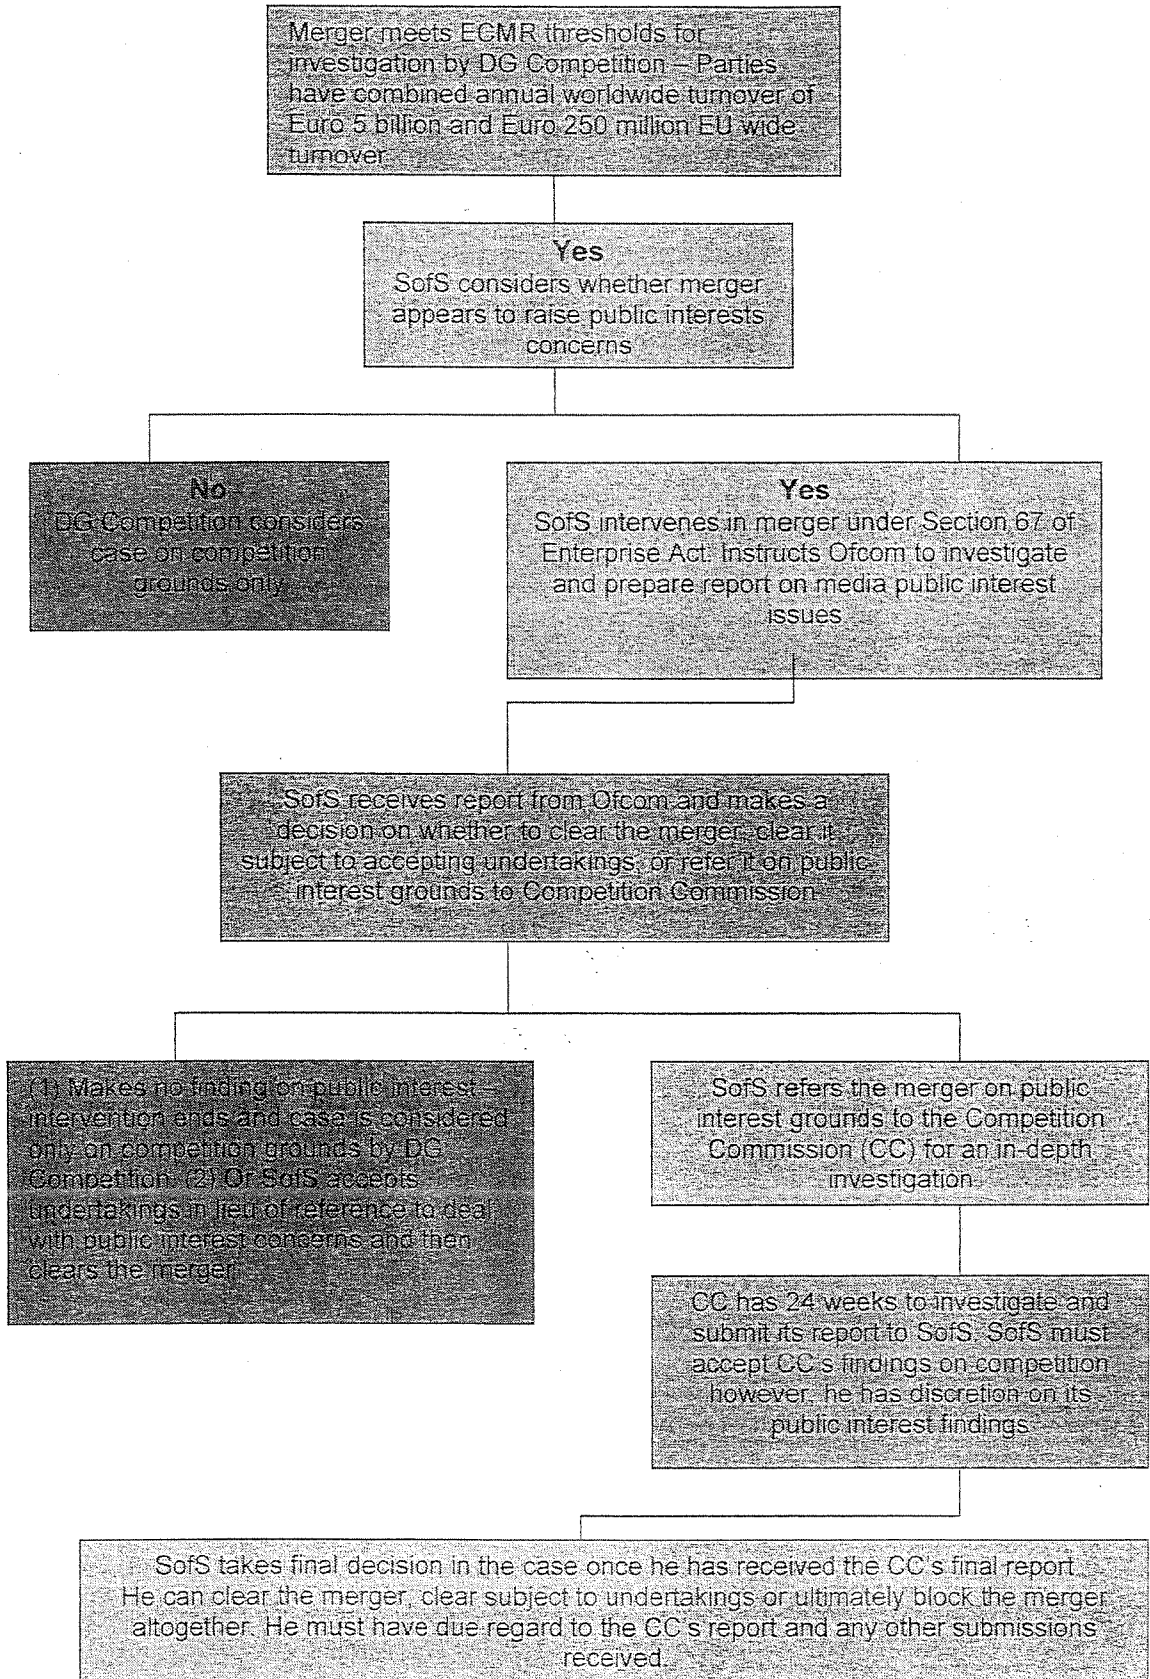 Merger meets ECMR thresholds for
investigation by DG Competition – Parties
have combined annual worldwide turnover of
Euro 5 billion and Euro 250 million EU wide
turnover
Yes
SofS considers whether merger
appears to raise public interests
concerns
No
DG Competition considers
case on competition
grounds only
Yes
SofS intervenes in merger under Section 67 of
Enterprise Act. Instructs Ofcom to investigate
and prepare report on media public interest
issues
SofS receives report from Ofcom and makes a
decision on whether to clear the merger, clear it
subject to accepting undertakings, or refer it on public
interest grounds to Competition Commission
(1) Makes no finding on public interest –
intervention ends and case is considered
only on competition grounds by DG
Competition. (2) Or SofS accepts
undertakings in lieu of reference to deal
with public interest concerns and then
clears the merger
SofS refers the merger on public
interest grounds to the Competition
Commission (CC) for an in-depth
investigation
CC has 24 weeks to investigate and
submit its report to SofS. SofS must
accept CC's findings on competition
however, he has discretion on its
public interest findings
SofS takes final decision in the case once he has received the CC's final report
He can clear the merger, clear subject to undertakings or ultimately block the merger
altogether. He must have due regard to the CC's report and any other submissions
received.